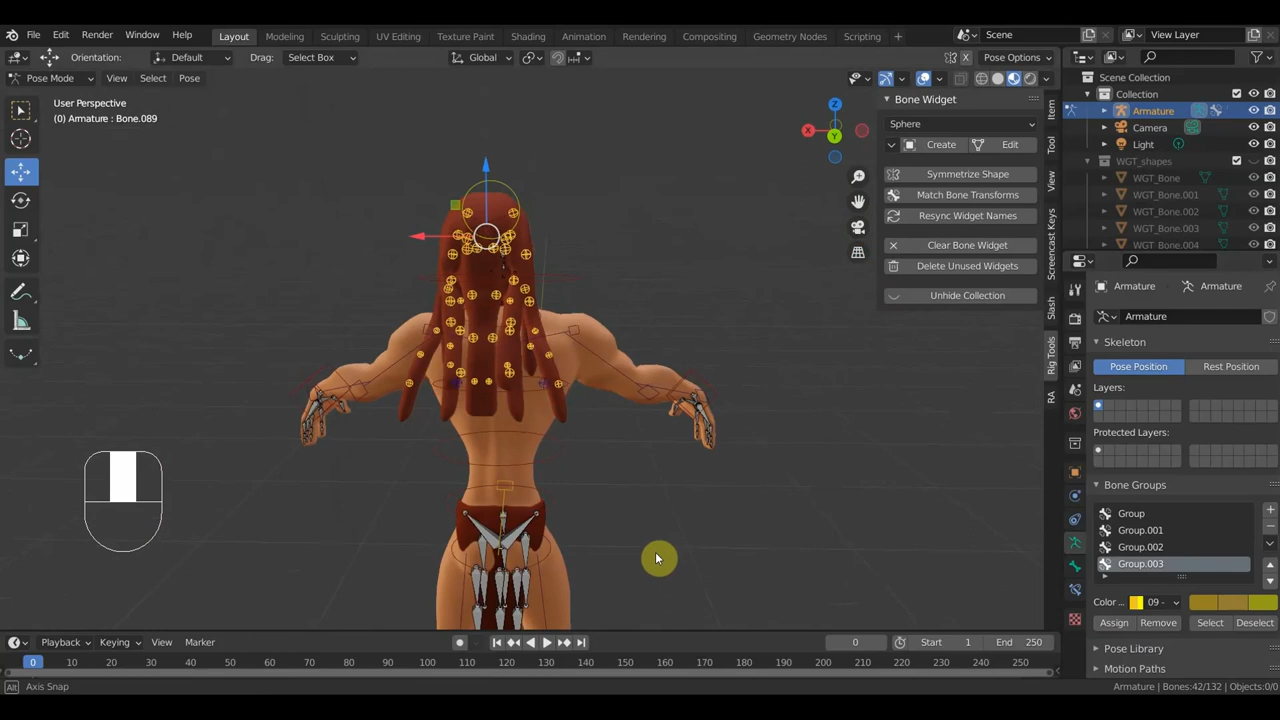 File Edit Render Window Help Layout Modeling Sculpting UV Editing Texture Paint Shading Animation Rendering Compositing Geometry Nodes Scripting + Scene View Layer
Orientation: Default Drag: Select Box Global Pose Options
Pose Mode View Select Pose
User Perspective
(0) Armature : Bone.089
Z
X
Y
Bone Widget
Sphere
Create Edit
Symmetrize Shape
Match Bone Transforms
Resync Widget Names
Clear Bone Widget
Delete Unused Widgets
Unhide Collection
Item
Tool
View
Screencast Keys
Slash
Rig Tools
RA
Scene Collection
Collection
Armature
Camera
Light
WGT_shapes
WGT_Bone
WGT_Bone.001
WGT_Bone.002
WGT_Bone.003
WGT_Bone.004
Armature Armature
Armature
Skeleton
Pose Position Rest Position
Layers:
Protected Layers:
Bone Groups
Group
Group.001
Group.002
Group.003
Color ... 09 -
Assign Remove Select Deselect
Pose Library
Motion Paths
Playback Keying View Marker 0 Start 1 End 250
0 10 20 30 40 50 60 70 80 90 100 110 120 130 140 150 160 170 180 190 200 210 220 230 240 250
Alt Axis Snap Armature | Bones:42/132 | Objects:0/0